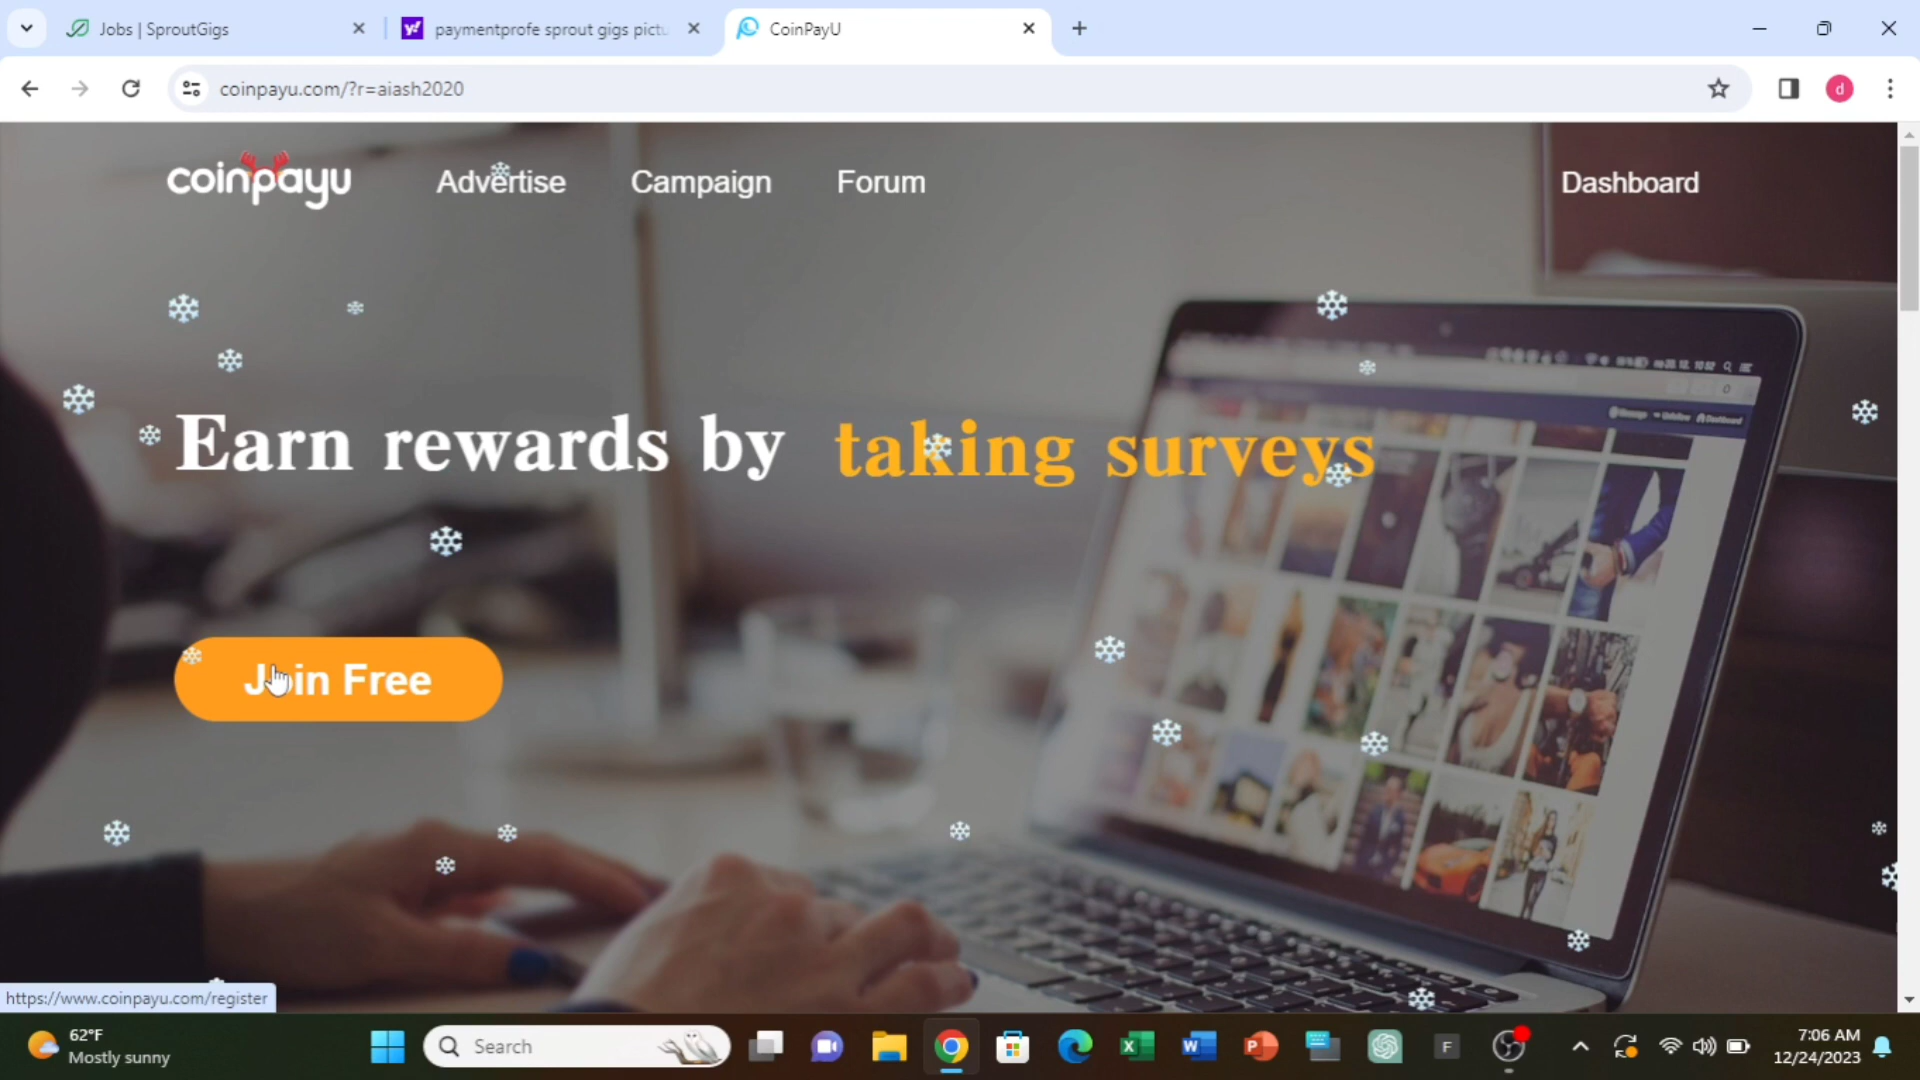 Jobs | SproutGigs
paymentprofe sprout gigs pictu
CoinPayU
coinpayu.com/?r=aiash2020
d
coinpayu
Advertise
Campaign
Forum
Dashboard
Earn rewards by taking surveys
Join Free
https://www.coinpayu.com/register
62°F
Mostly sunny
Search
F
7:06 AM
12/24/2023